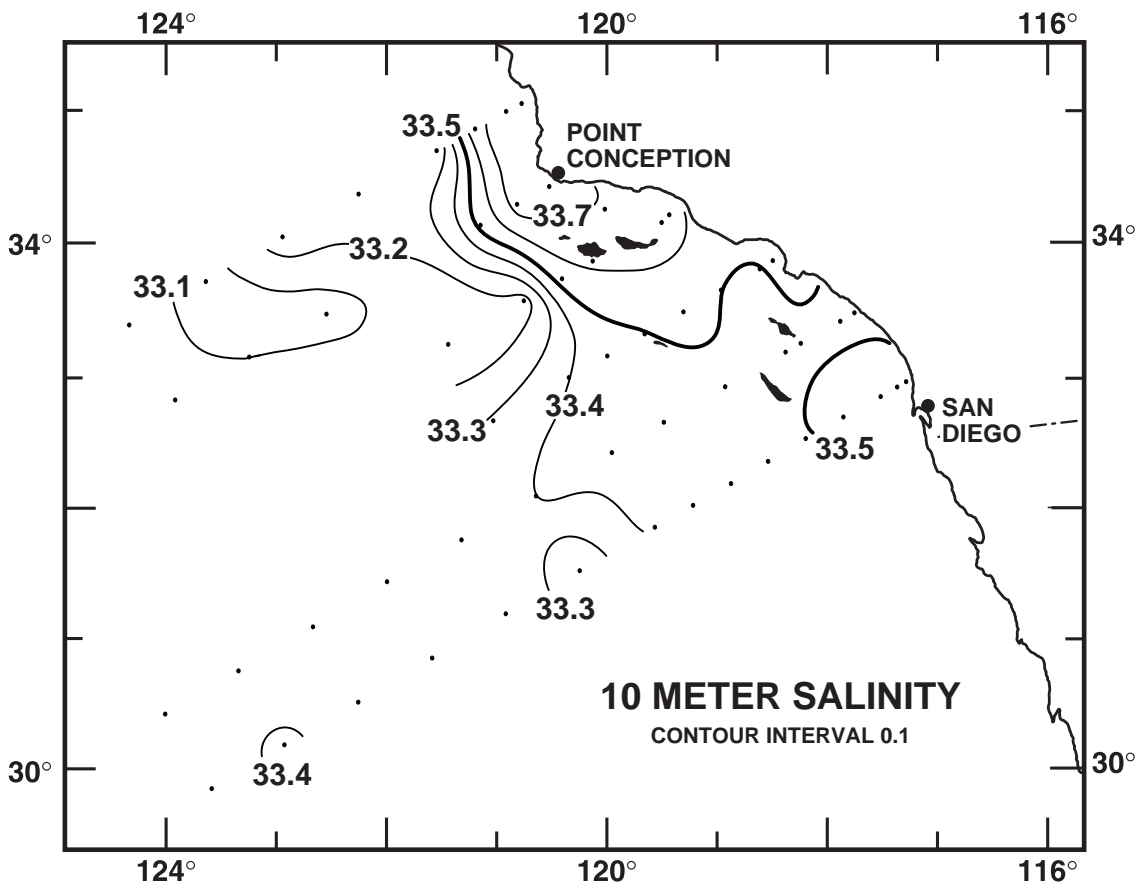 124° 120° 116°
33.5
POINT
CONCEPTION
33.7
34° 34°
33.2
33.1
33.4
33.3
SAN
DIEGO
33.5
33.3
10 METER SALINITY
CONTOUR INTERVAL 0.1
33.4
30° 30°
124° 120° 116°